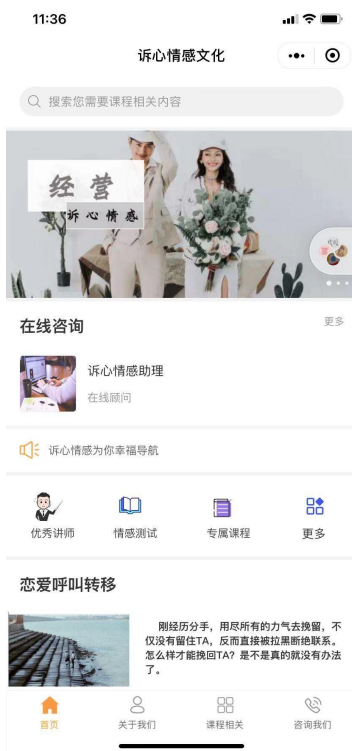 11:36
诉心情感文化
搜索您需要课程相关内容
经营
诉心情感
在线咨询
更多
诉心情感助理
在线顾问
诉心情感为你幸福导航
优秀讲师
情感测试
专属课程
更多
恋爱呼叫转移
刚经历分手，用尽所有的力气去挽留，不
仅没有留住TA，反而直接被拉黑断绝联系。
怎么样才能挽回TA？是不是真的就没有办法
了。
首页
关于我们
课程相关
咨询我们